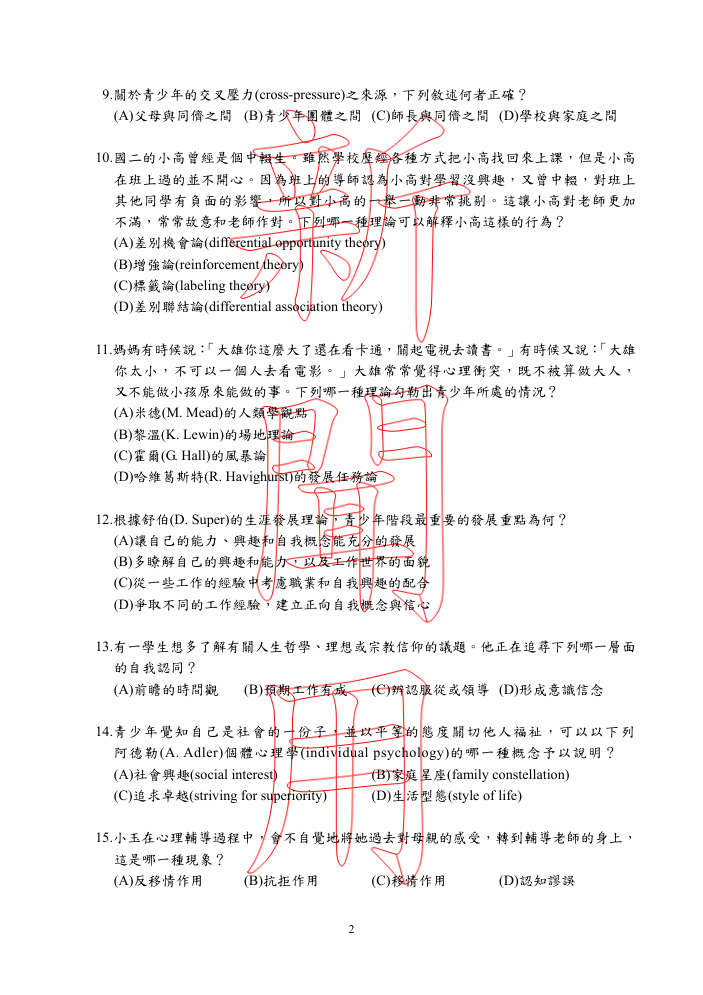 9.關於青少年的交叉壓力(cross-pressure)之來源，下列敘述何者正確？
(A)父母與同儕之間 (B)青少年團體之間 (C)師長與同儕之間 (D)學校與家庭之間
10.國二的小高曾經是個中輟生。雖然學校歷經各種方式把小高找回來上課，但是小高
在班上過的並不開心。因為班上的導師認為小高對學習沒興趣，又曾中輟，對班上
其他同學有負面的影響，所以對小高的一舉一動非常挑剔。這讓小高對老師更加
不滿，常常故意和老師作對。下列哪一種理論可以解釋小高這樣的行為？
(A)差別機會論(differential opportunity theory)
(B)增強論(reinforcement theory)
(C)標籤論(labeling theory)
(D)差別聯結論(differential association theory)
11.媽媽有時候說：「大雄你這麼大了還在看卡通，關起電視去讀書。」有時候又說：「大雄
你太小，不可以一個人去看電影。」大雄常常覺得心理衝突，既不被算做大人，
又不能做小孩原來能做的事。下列哪一種理論勾勒出青少年所處的情況？
(A)米德(M. Mead)的人類學觀點
(B)黎溫(K. Lewin)的場地理論
(C)霍爾(G. Hall)的風暴論
(D)哈維葛斯特(R. Havighurst)的發展任務論
12.根據舒伯(D. Super)的生涯發展理論，青少年階段最重要的發展重點為何？
(A)讓自己的能力、興趣和自我概念能充分的發展
(B)多瞭解自己的興趣和能力，以及工作世界的面貌
(C)從一些工作的經驗中考慮職業和自我興趣的配合
(D)爭取不同的工作經驗，建立正向自我概念與信心
13.有一學生想多了解有關人生哲學、理想或宗教信仰的議題。他正在追尋下列哪一層面
的自我認同？
(A)前瞻的時間觀 (B)預期工作有成 (C)辨認服從或領導 (D)形成意識信念
14.青少年覺知自己是社會的一份子，並以平等的態度關切他人福祉，可以以下列
阿德勒(A. Adler)個體心理學(individual psychology)的哪一種概念予以說明？
(A)社會興趣(social interest) (B)家庭星座(family constellation)
(C)追求卓越(striving for superiority) (D)生活型態(style of life)
15.小玉在心理輔導過程中，會不自覺地將她過去對母親的感受，轉到輔導老師的身上，
這是哪一種現象？
(A)反移情作用 (B)抗拒作用 (C)移情作用 (D)認知謬誤
2